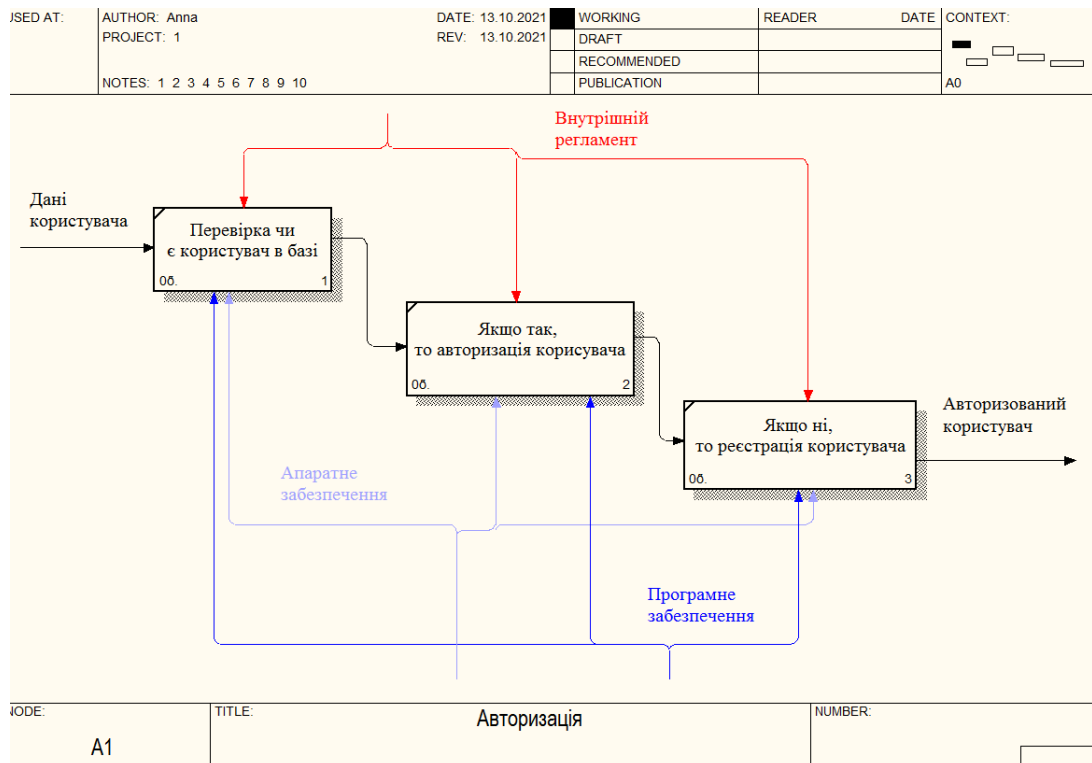 USED AT:
AUTHOR: Anna
DATE: 13.10.2021
WORKING
READER
DATE
CONTEXT:
PROJECT: 1
REV: 13.10.2021
DRAFT
RECOMMENDED
NOTES: 1 2 3 4 5 6 7 8 9 10
PUBLICATION
A0
Внутрішній
регламент
Дані
користувача
Перевірка чи
є користувач в базі
0б.
1
Якщо так,
то авторизація корисувача
0б.
2
Якщо ні,
то реєстрація користувача
0б.
3
Авторизований
користувач
Апаратне
забезпечення
Програмне
забезпечення
NODE:
TITLE:
NUMBER:
Авторизація
A1